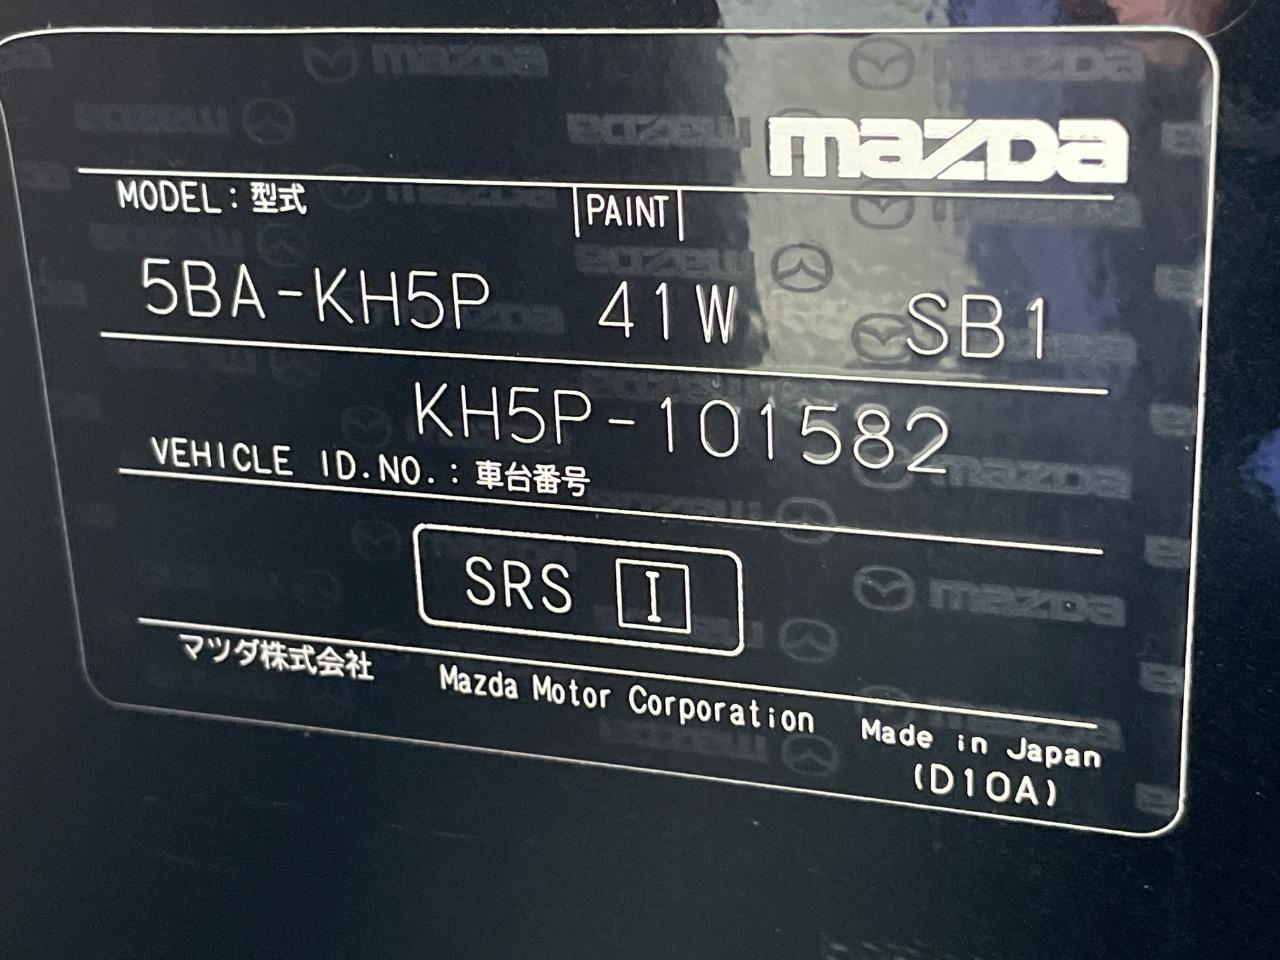 mazda
MODEL：型式 PAINT
5BA-KH5P 41W SB1
KH5P-101582
VEHICLE ID.NO.：車台番号
SRS I
マツダ株式会社 Mazda Motor Corporation Made in Japan
(D10A)